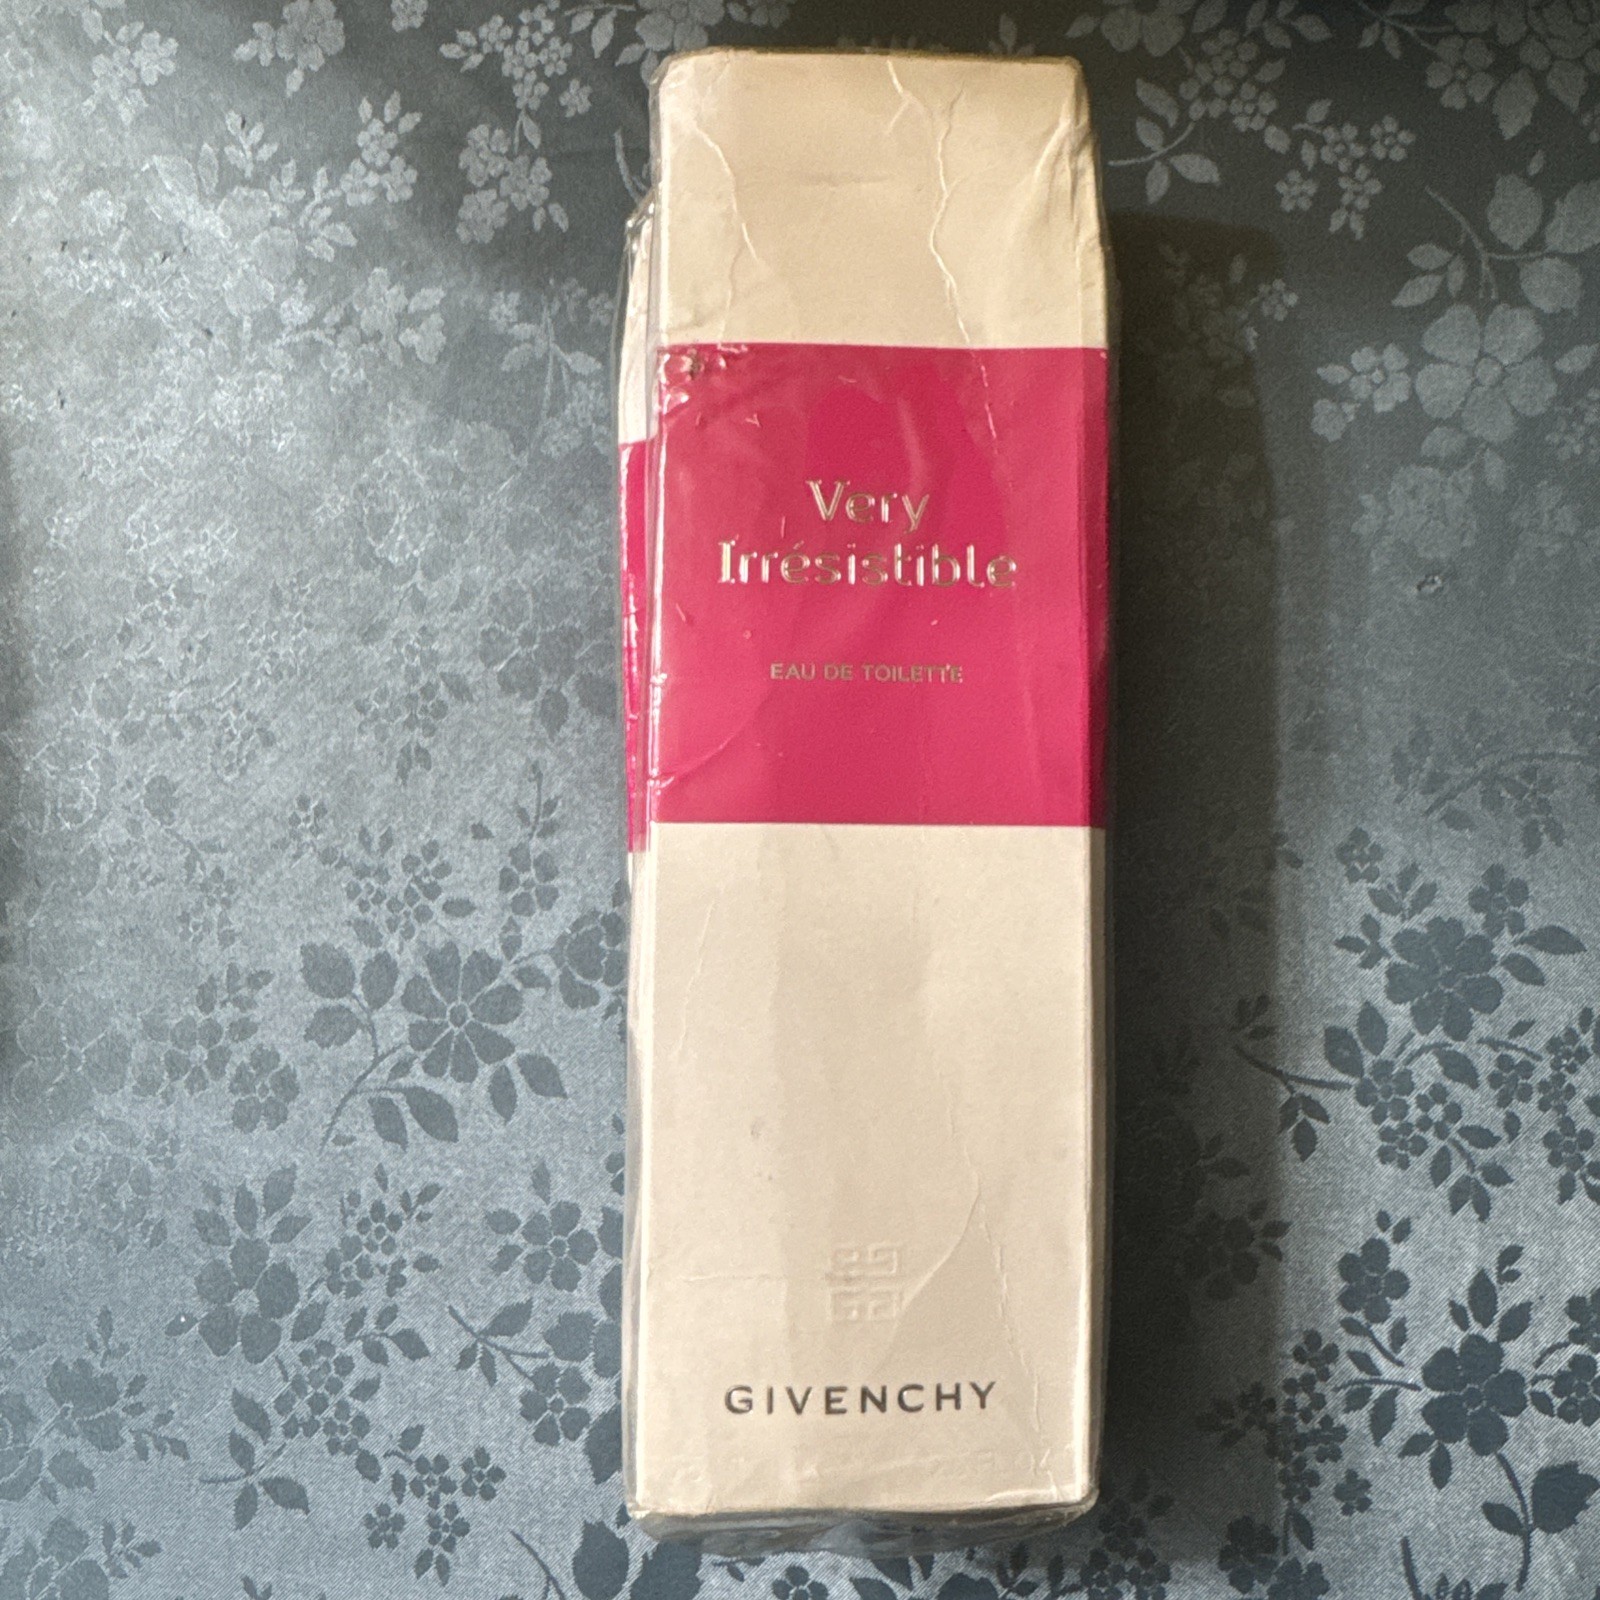 Very
Irrésistible
EAU DE TOILETTE
GIVENCHY